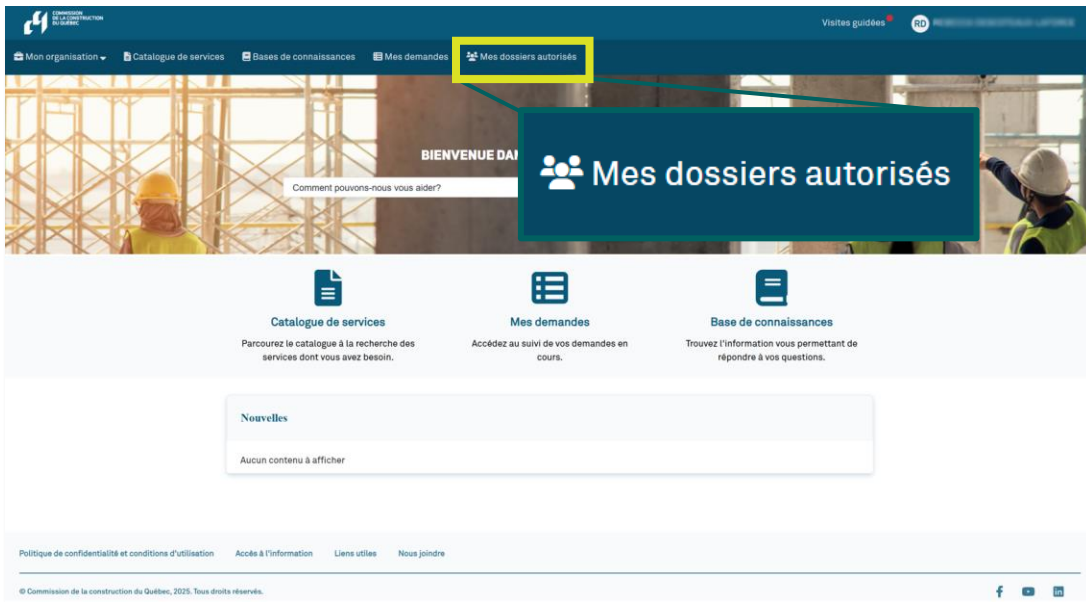 COMMISSION
DE LA CONSTRUCTION
DU QUÉBEC
Visites guidées
RD
Mon organisation
Catalogue de services
Bases de connaissances
Mes demandes
Mes dossiers autorisés
BIENVENUE
Mes dossiers autorisés
Comment pouvons-nous vous aider?
Catalogue de services
Parcourez le catalogue à la recherche des
services dont vous avez besoin.
Mes demandes
Accédez au suivi de vos demandes en
cours.
Base de connaissances
Trouvez l'information vous permettant de
répondre à vos questions.
Nouvelles
Aucun contenu à afficher
Politique de confidentialité et conditions d'utilisation
Accès à l'information
Liens utiles
Nous joindre
© Commission de la construction du Québec, 2025. Tous droits réservés.